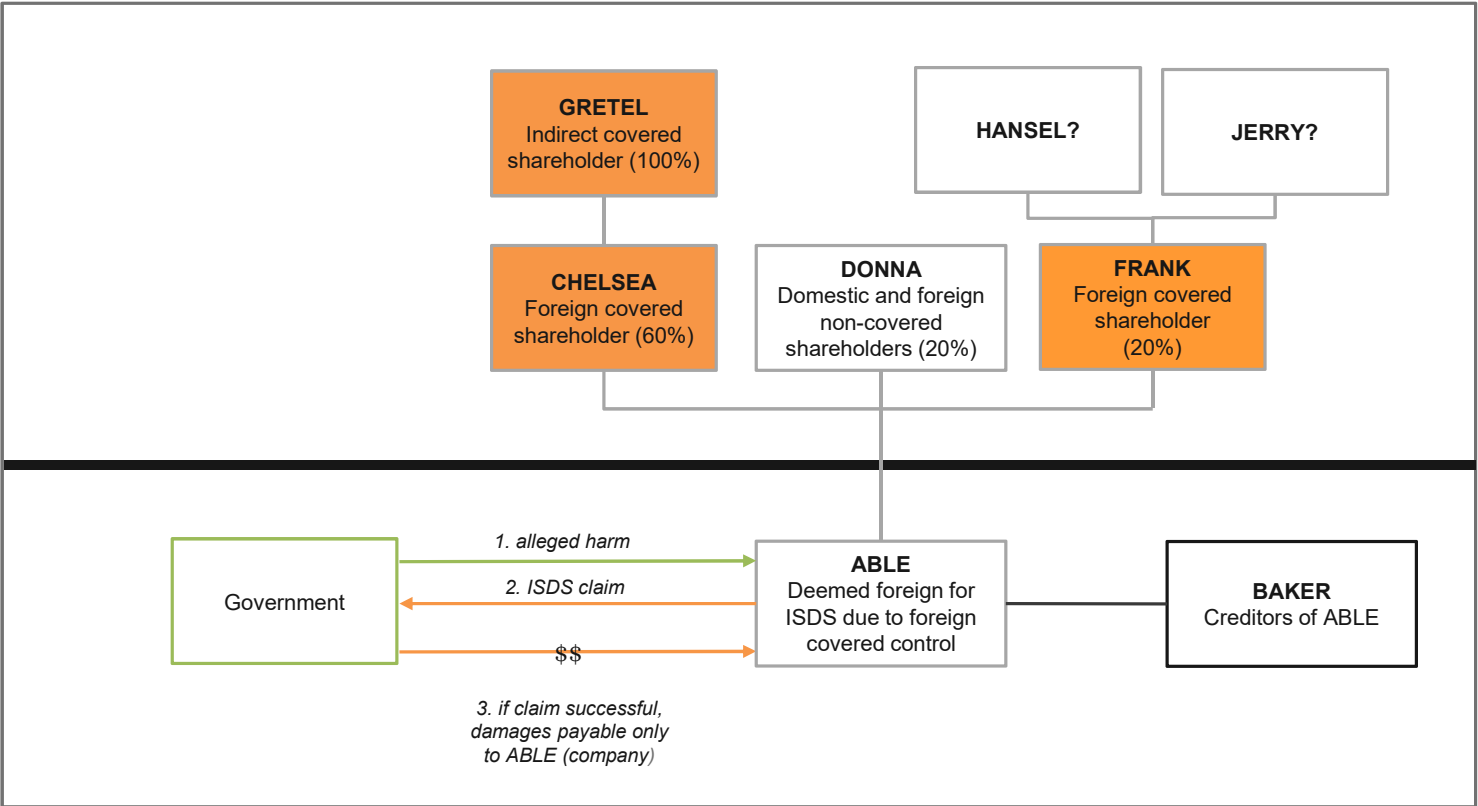 GRETEL
Indirect covered
shareholder (100%)
HANSEL?
JERRY?
CHELSEA
Foreign covered
shareholder (60%)
DONNA
Domestic and foreign
non-covered
shareholders (20%)
FRANK
Foreign covered
shareholder
(20%)
Government
1. alleged harm
2. ISDS claim
$$
3. if claim successful,
damages payable only
to ABLE (company)
ABLE
Deemed foreign for
ISDS due to foreign
covered control
BAKER
Creditors of ABLE